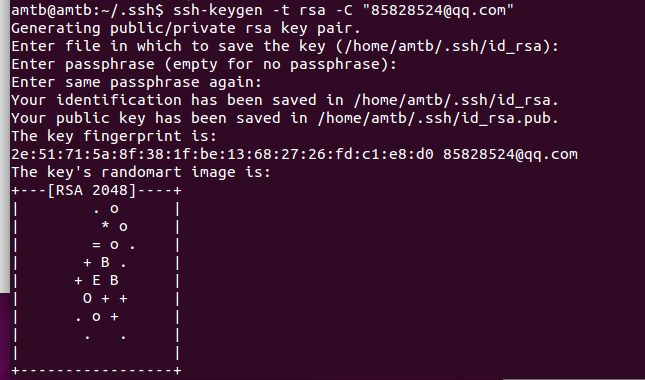 amtb@amtb:~/.ssh$ ssh-keygen -t rsa -C "85828524@qq.com"
Generating public/private rsa key pair.
Enter file in which to save the key (/home/amtb/.ssh/id_rsa):
Enter passphrase (empty for no passphrase):
Enter same passphrase again:
Your identification has been saved in /home/amtb/.ssh/id_rsa.
Your public key has been saved in /home/amtb/.ssh/id_rsa.pub.
The key fingerprint is:
2e:51:71:5a:8f:38:1f:be:13:68:27:26:fd:c1:e8:d0 85828524@qq.com
The key's randomart image is:
+---[RSA 2048]----+
|        . o      |
|         * o     |
|        = o .    |
|       + B .     |
|      + E B      |
|       O + +     |
|      . o +      |
|       .   .     |
|                 |
+-----------------+